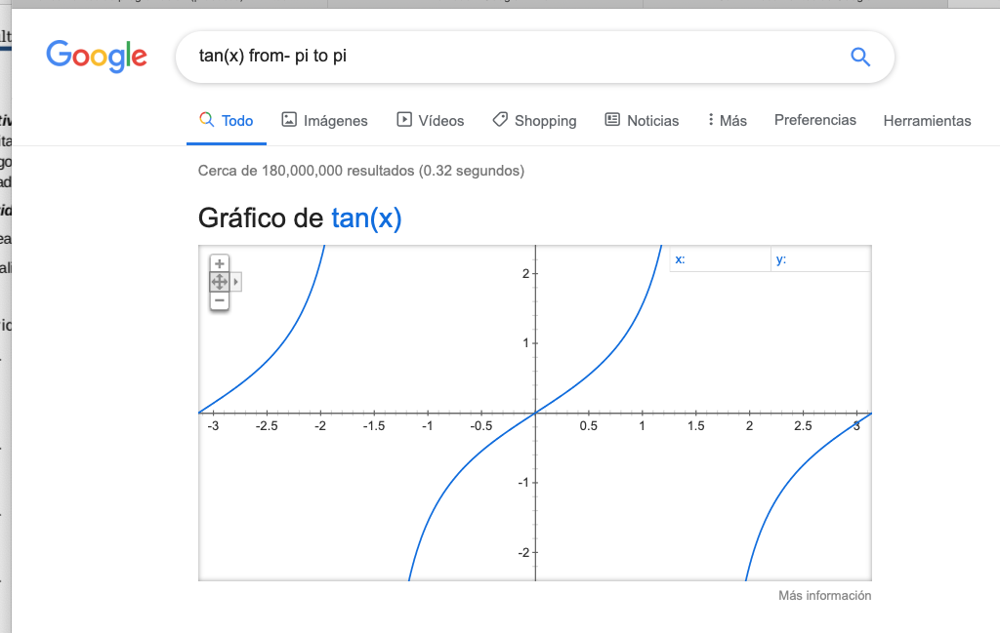 Google
tan(x) from- pi to pi
Todo Imágenes Vídeos Shopping Noticias Más Preferencias Herramientas
Cerca de 180,000,000 resultados (0.32 segundos)
Gráfico de tan(x)
x: y:
2
1
-3 -2.5 -2 -1.5 -1 -0.5 0.5 1 1.5 2 2.5 3
-1
-2
Más información